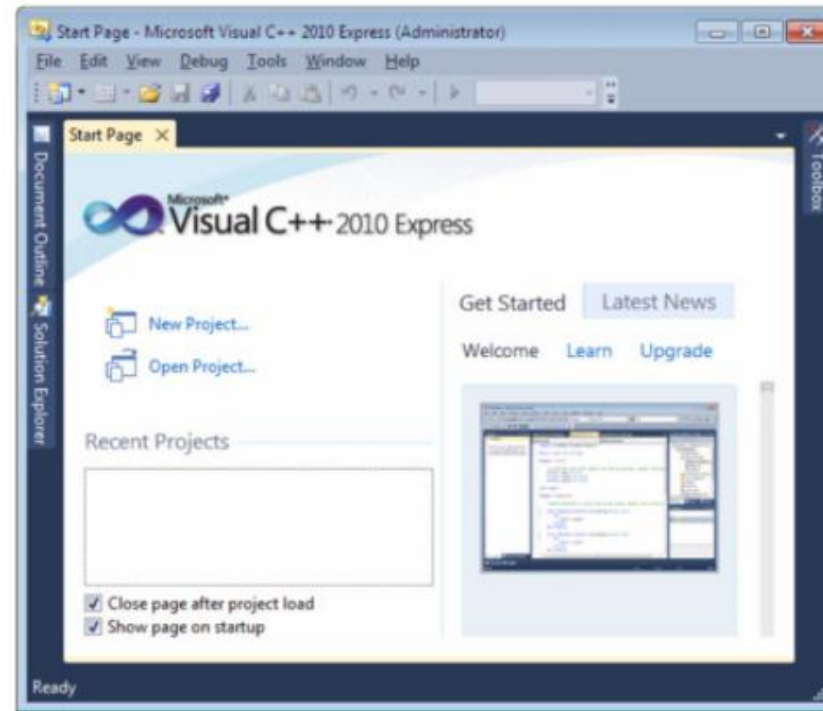 Start Page - Microsoft Visual C++ 2010 Express (Administrator)
File Edit View Debug Tools Window Help
Start Page
Document Outline
Solution Explorer
Toolbox
Microsoft®
Visual C++ 2010 Express
New Project...
Open Project...
Recent Projects
Close page after project load
Show page on startup
Get Started Latest News
Welcome Learn Upgrade
Ready